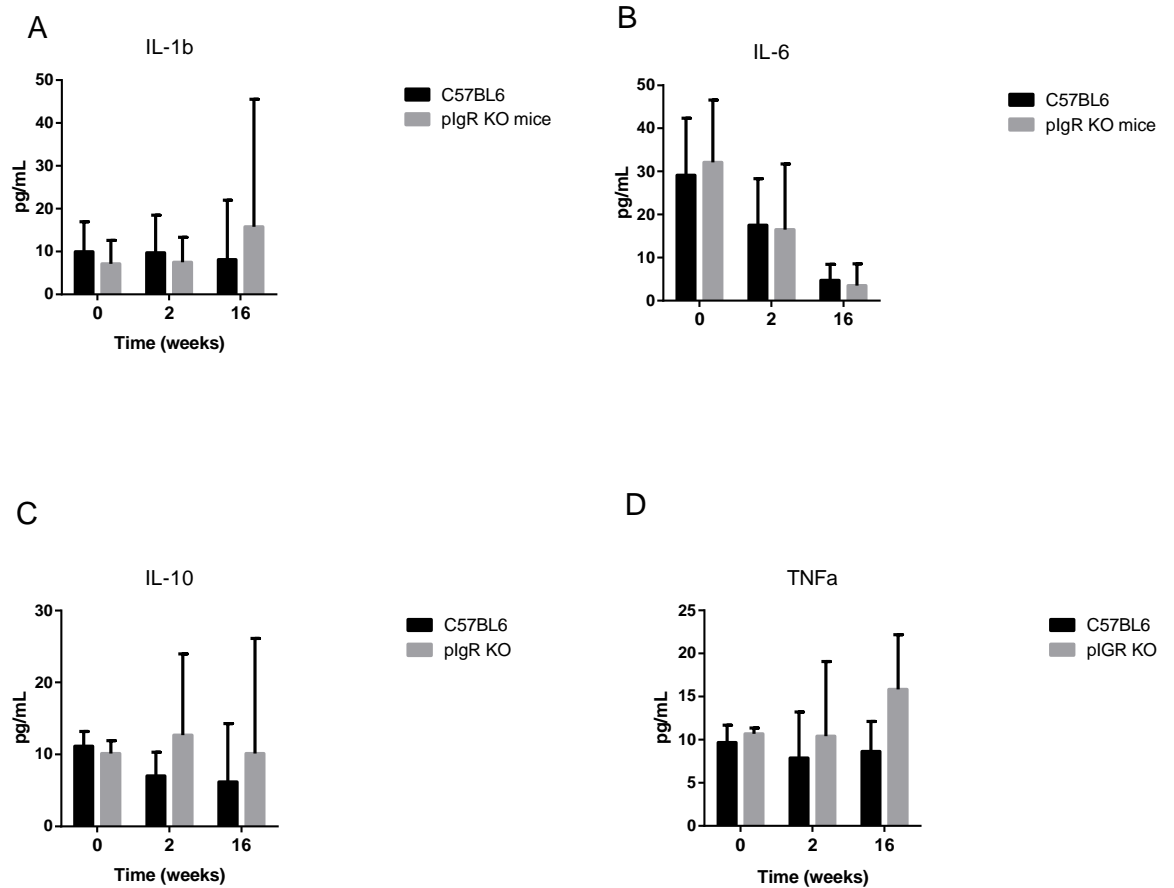 A
IL-1b
50
40
30
20
10
0
pg/mL
0 2 16
Time (weeks)
C57BL6
pIgR KO mice
B
IL-6
50
40
30
20
10
0
pg/mL
0 2 16
C57BL6
pIgR KO mice
C
IL-10
30
20
10
0
pg/mL
0 2 16
Time (weeks)
C57BL6
pIgR KO
D
TNFa
25
20
15
10
5
0
pg/mL
0 2 16
Time (weeks)
C57BL6
pIGR KO